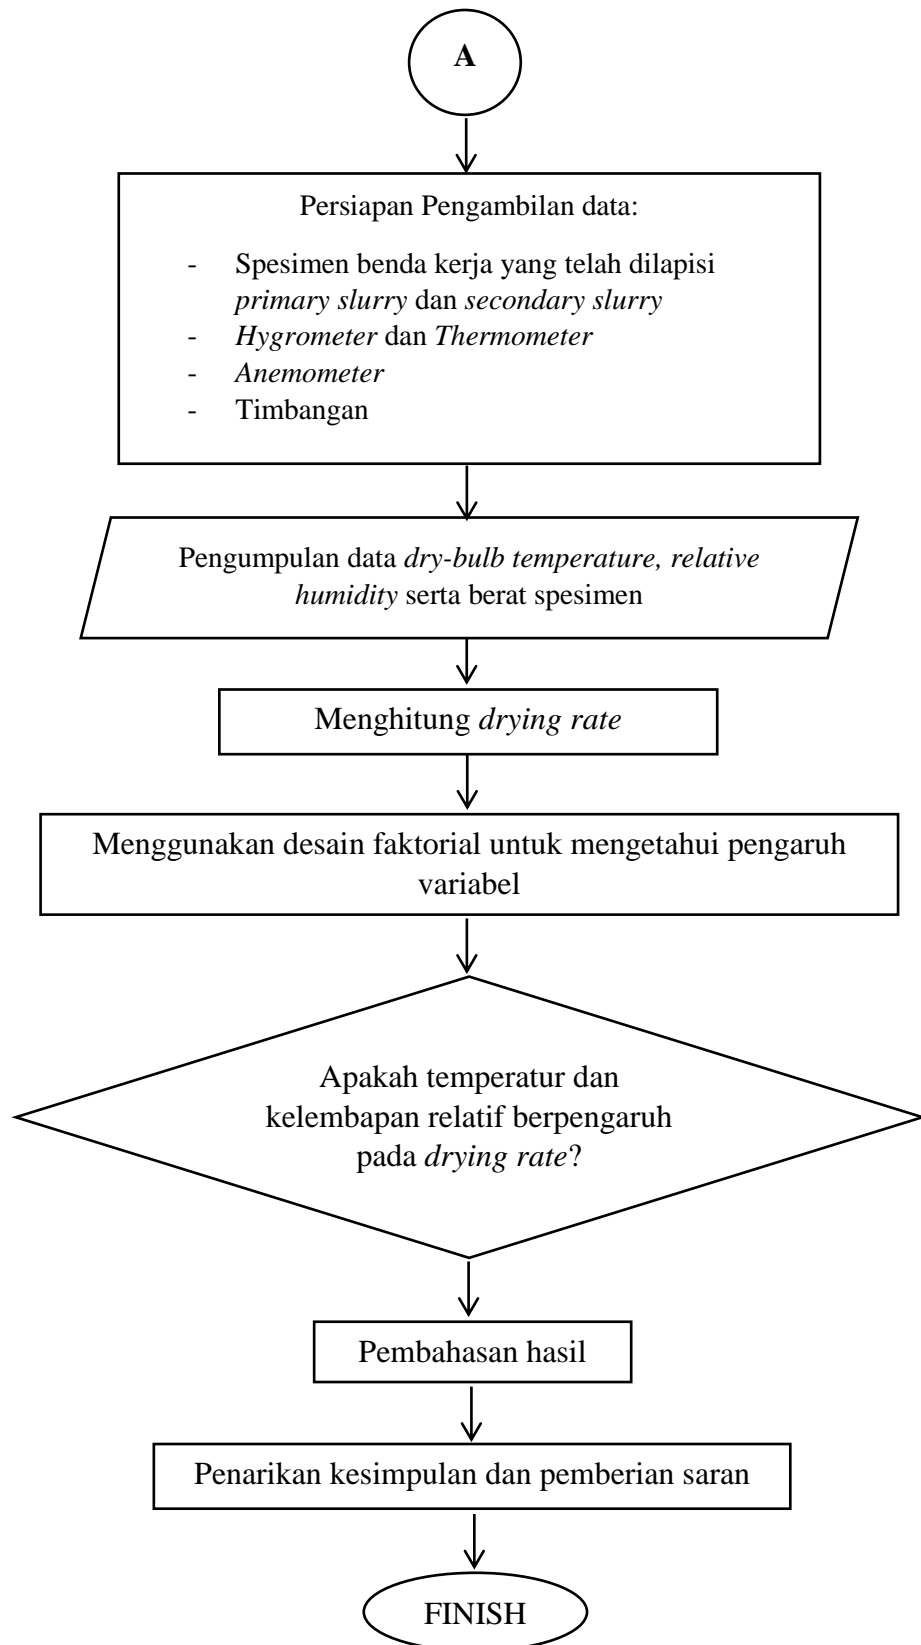 A
Persiapan Pengambilan data:
- Spesimen benda kerja yang telah dilapisi
primary slurry dan secondary slurry
- Hygrometer dan Thermometer
- Anemometer
- Timbangan
Pengumpulan data dry-bulb temperature, relative
humidity serta berat spesimen
Menghitung drying rate
Menggunakan desain faktorial untuk mengetahui pengaruh
variabel
Apakah temperatur dan
kelembapan relatif berpengaruh
pada drying rate?
Pembahasan hasil
Penarikan kesimpulan dan pemberian saran
FINISH